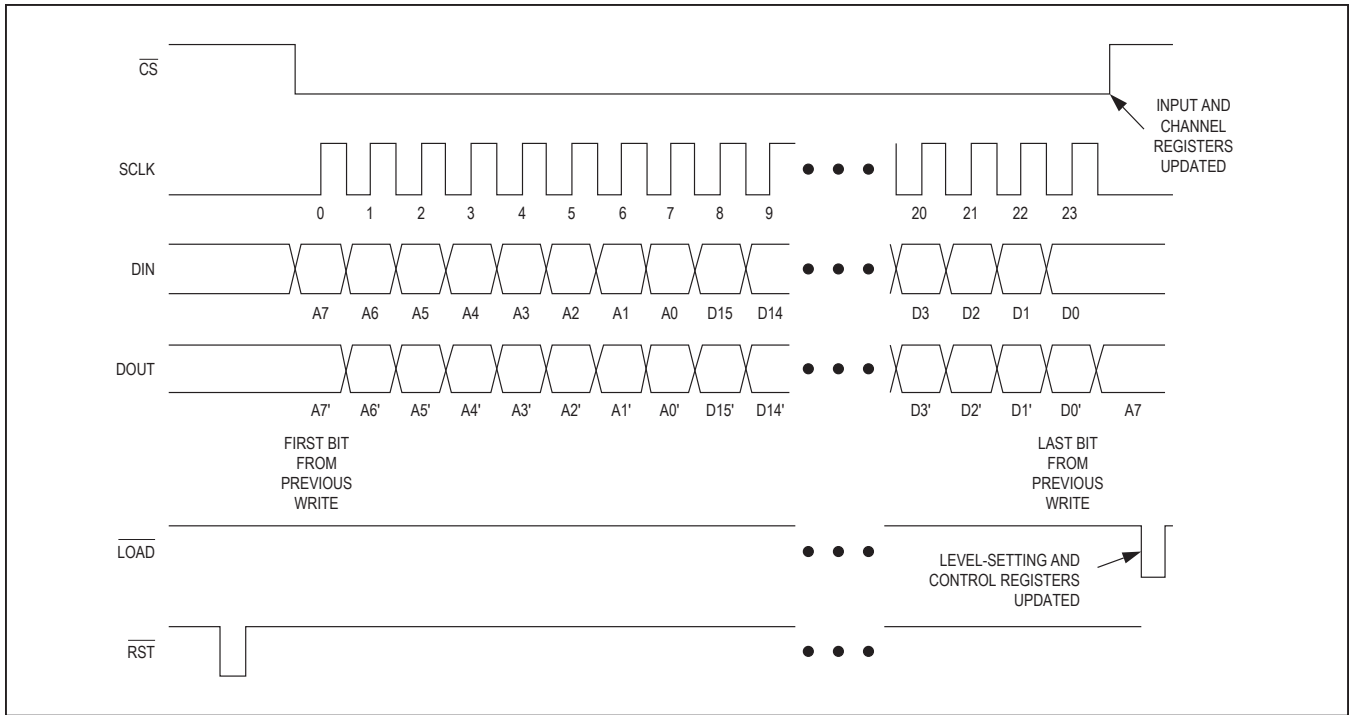 CS
INPUT AND
CHANNEL
REGISTERS
UPDATED
SCLK
0 1 2 3 4 5 6 7 8 9 20 21 22 23
DIN
A7 A6 A5 A4 A3 A2 A1 A0 D15 D14 D3 D2 D1 D0
DOUT
A7' A6' A5' A4' A3' A2' A1' A0' D15' D14' D3' D2' D1' D0' A7
FIRST BIT
FROM
PREVIOUS
WRITE
LAST BIT
FROM
PREVIOUS
WRITE
LOAD
LEVEL-SETTING AND
CONTROL REGISTERS
UPDATED
RST